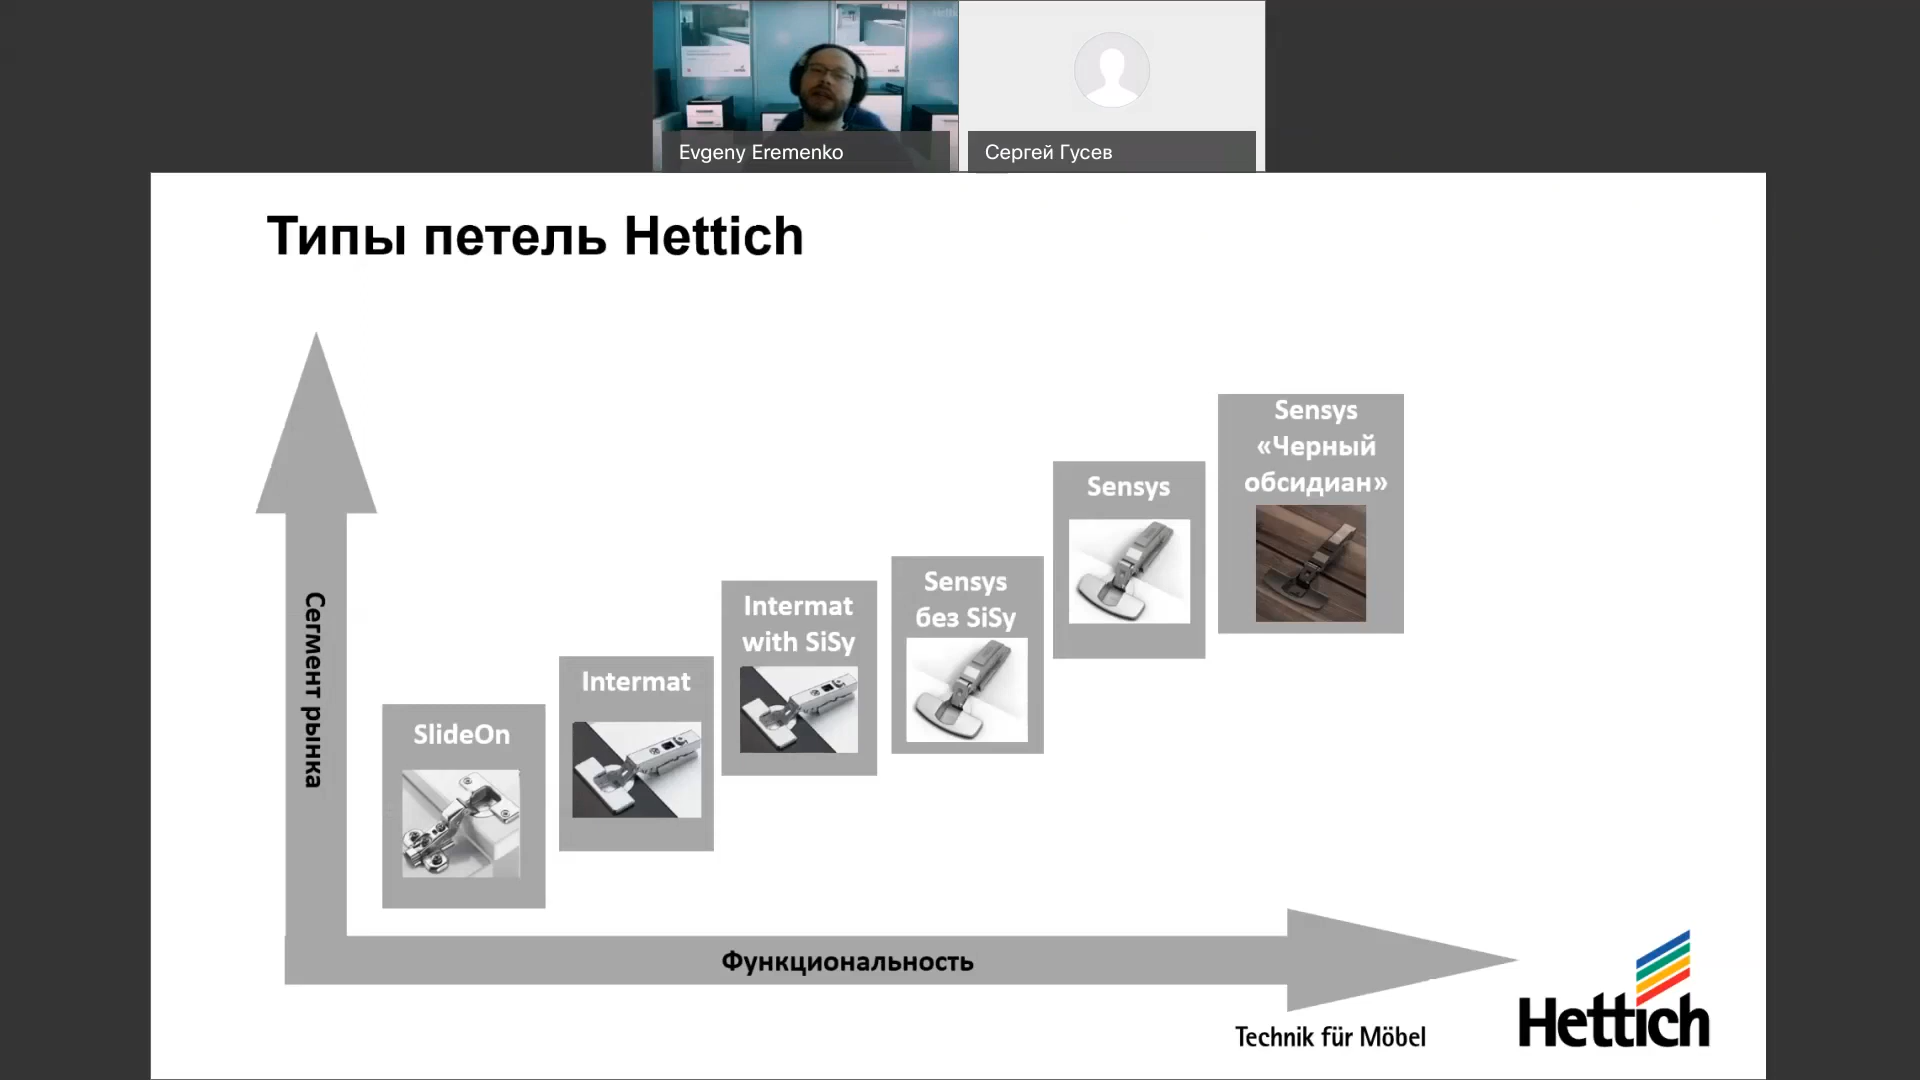 Evgeny Eremenko
Сергей Гусев
Типы петель Hettich
Sensys
«Черный
обсидиан»
Sensys
Sensys
без SiSy
Intermat
with SiSy
Intermat
SlideOn
Сегмент рынка
Функциональность
Technik für Möbel
Hettich